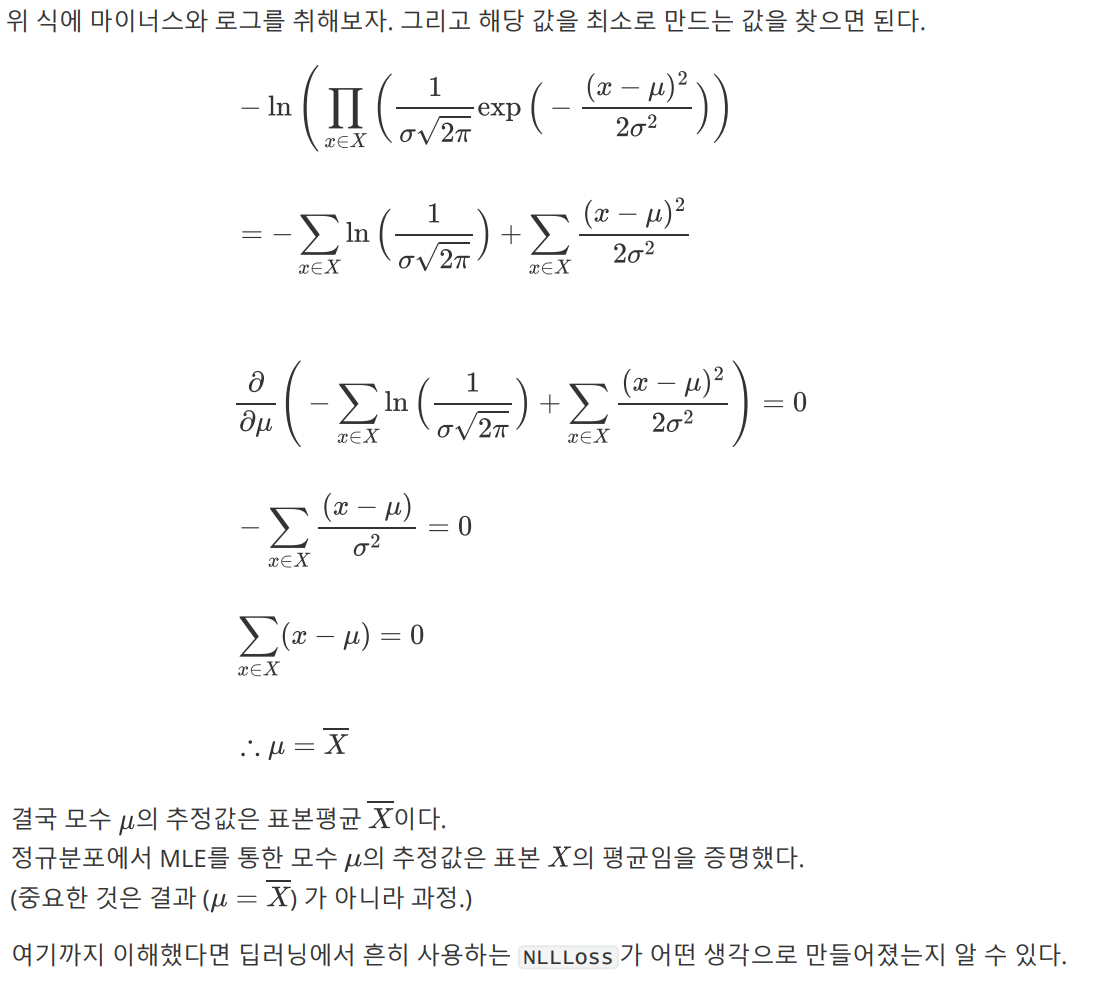 위 식에 마이너스와 로그를 취해보자. 그리고 해당 값을 최소로 만드는 값을 찾으면 된다.
$-\ln\left(\prod_{x\in X}\left(\frac{1}{\sigma\sqrt{2\pi}}\exp\left(-\frac{(x-\mu)^2}{2\sigma^2}\right)\right)\right)$
$=-\sum_{x\in X}\ln\left(\frac{1}{\sigma\sqrt{2\pi}}\right)+\sum_{x\in X}\frac{(x-\mu)^2}{2\sigma^2}$
$\frac{\partial}{\partial\mu}\left(-\sum_{x\in X}\ln\left(\frac{1}{\sigma\sqrt{2\pi}}\right)+\sum_{x\in X}\frac{(x-\mu)^2}{2\sigma^2}\right)=0$
$-\sum_{x\in X}\frac{(x-\mu)}{\sigma^2}=0$
$\sum_{x\in X}(x-\mu)=0$
$\therefore \mu=\overline{X}$
결국 모수 $\mu$의 추정값은 표본평균 $\overline{X}$이다.
정규분포에서 MLE를 통한 모수 $\mu$의 추정값은 표본 $X$의 평균임을 증명했다.
(중요한 것은 결과 ($\mu=\overline{X}$) 가 아니라 과정.)
여기까지 이해했다면 딥러닝에서 흔히 사용하는 NLLLoss가 어떤 생각으로 만들어졌는지 알 수 있다.